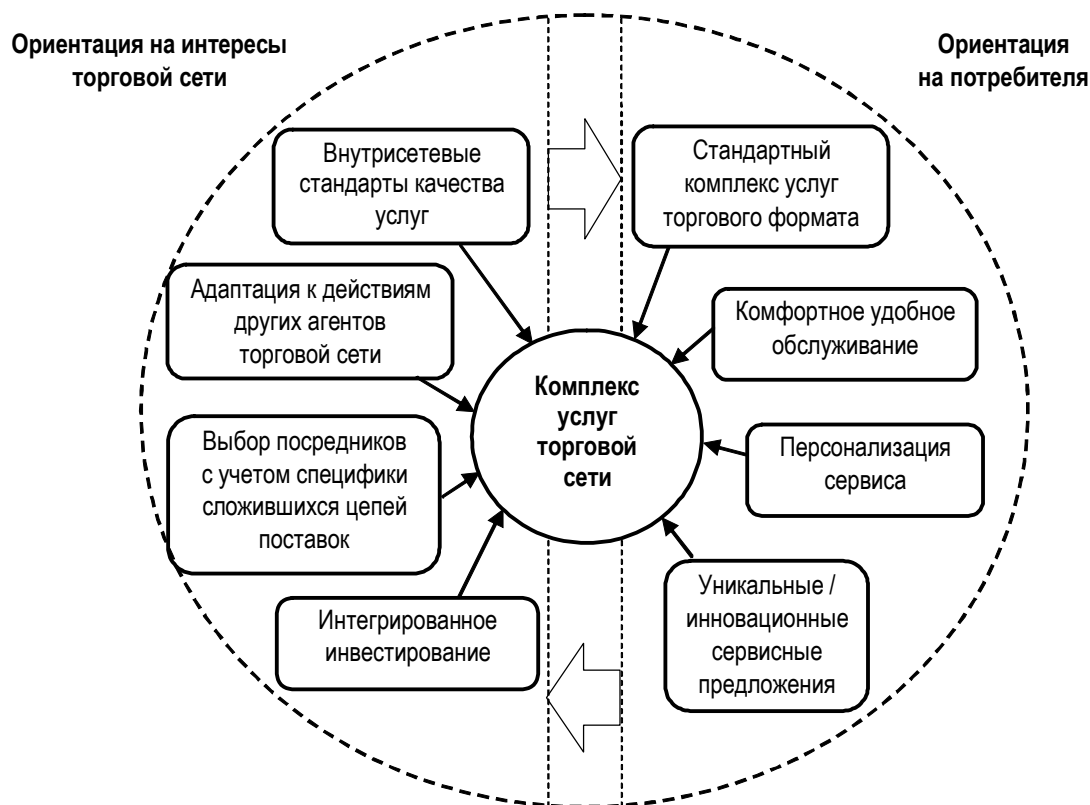 Ориентация на интересы
торговой сети
Ориентация
на потребителя
Внутрисетевые
стандарты качества
услуг
Стандартный
комплекс услуг
торгового формата
Адаптация к действиям
других агентов
торговой сети
Комфортное удобное
обслуживание
Комплекс
услуг
торговой
сети
Выбор посредников
с учетом специфики
сложившихся цепей
поставок
Персонализация
сервиса
Интегрированное
инвестирование
Уникальные /
инновационные
сервисные
предложения